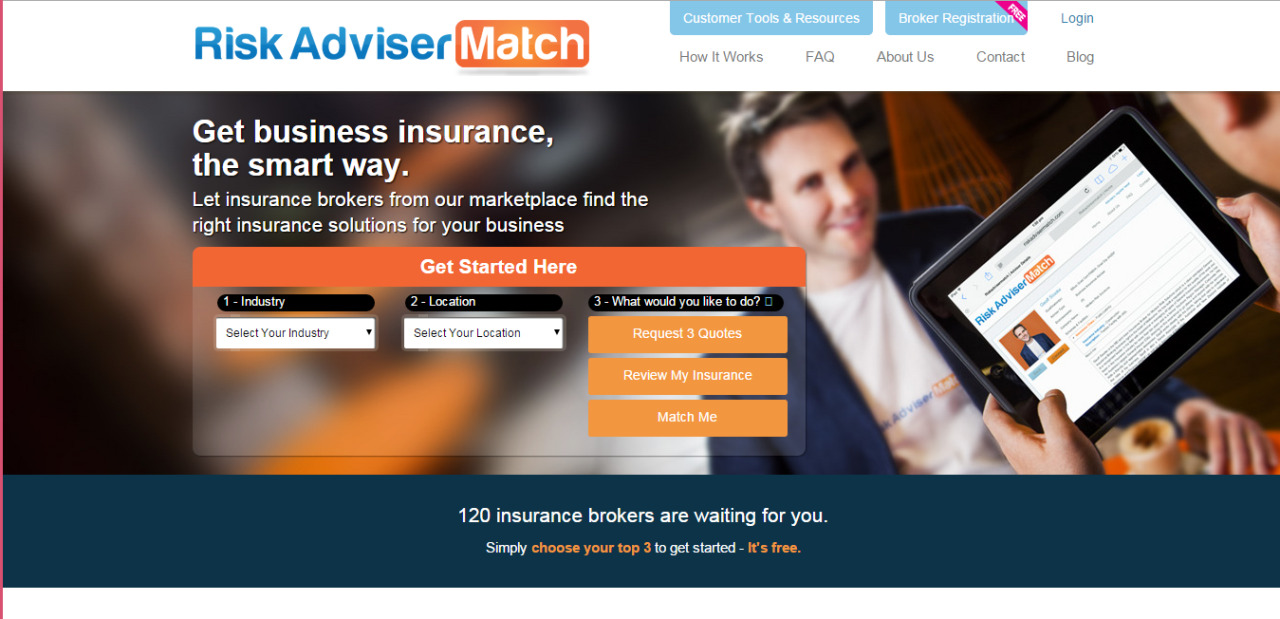 Customer Tools & Resources
Broker Registration
FREE
Login
Risk Adviser Match
How It Works
FAQ
About Us
Contact
Blog
Get business insurance,
the smart way.
Let insurance brokers from our marketplace find the
right insurance solutions for your business
Get Started Here
1 - Industry
2 - Location
3 - What would you like to do?
Select Your Industry
Select Your Location
Request 3 Quotes
Review My Insurance
Match Me
Risk Adviser Match
120 insurance brokers are waiting for you.
Simply choose your top 3 to get started - It's free.